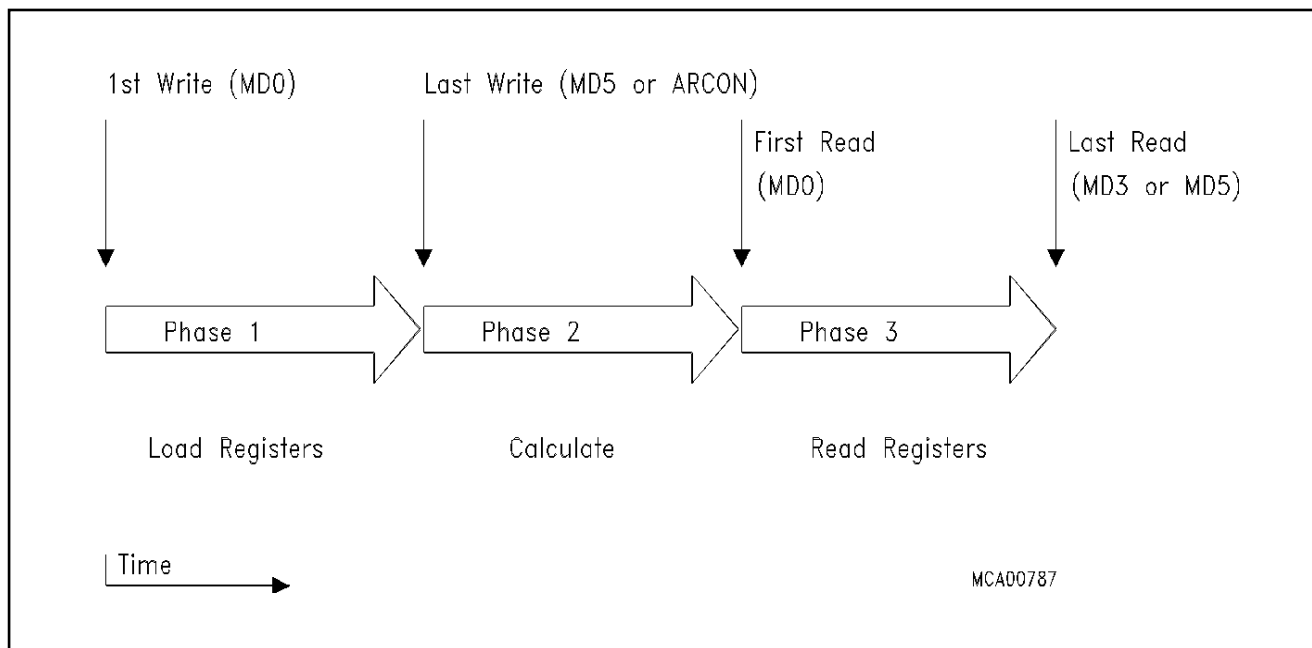 1st Write (MD0)
Last Write (MD5 or ARCON)
First Read
(MD0)
Last Read
(MD3 or MD5)
Phase 1
Phase 2
Phase 3
Load Registers
Calculate
Read Registers
Time
MCA00787